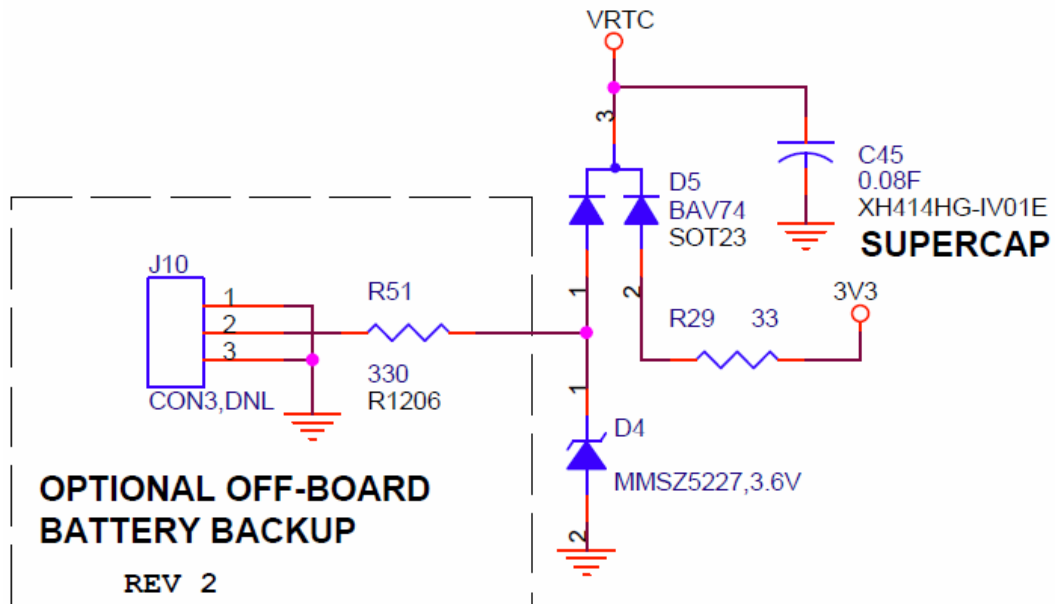 VRTC
3
C45
0.08F
XH414HG-IV01E
SUPERCAP
D5
BAV74
SOT23
J10
1
2
3
CON3,DNL
R51
330
R1206
1
2
R29 33
3V3
1
D4
MMSZ5227,3.6V
2
OPTIONAL OFF-BOARD
BATTERY BACKUP
REV 2